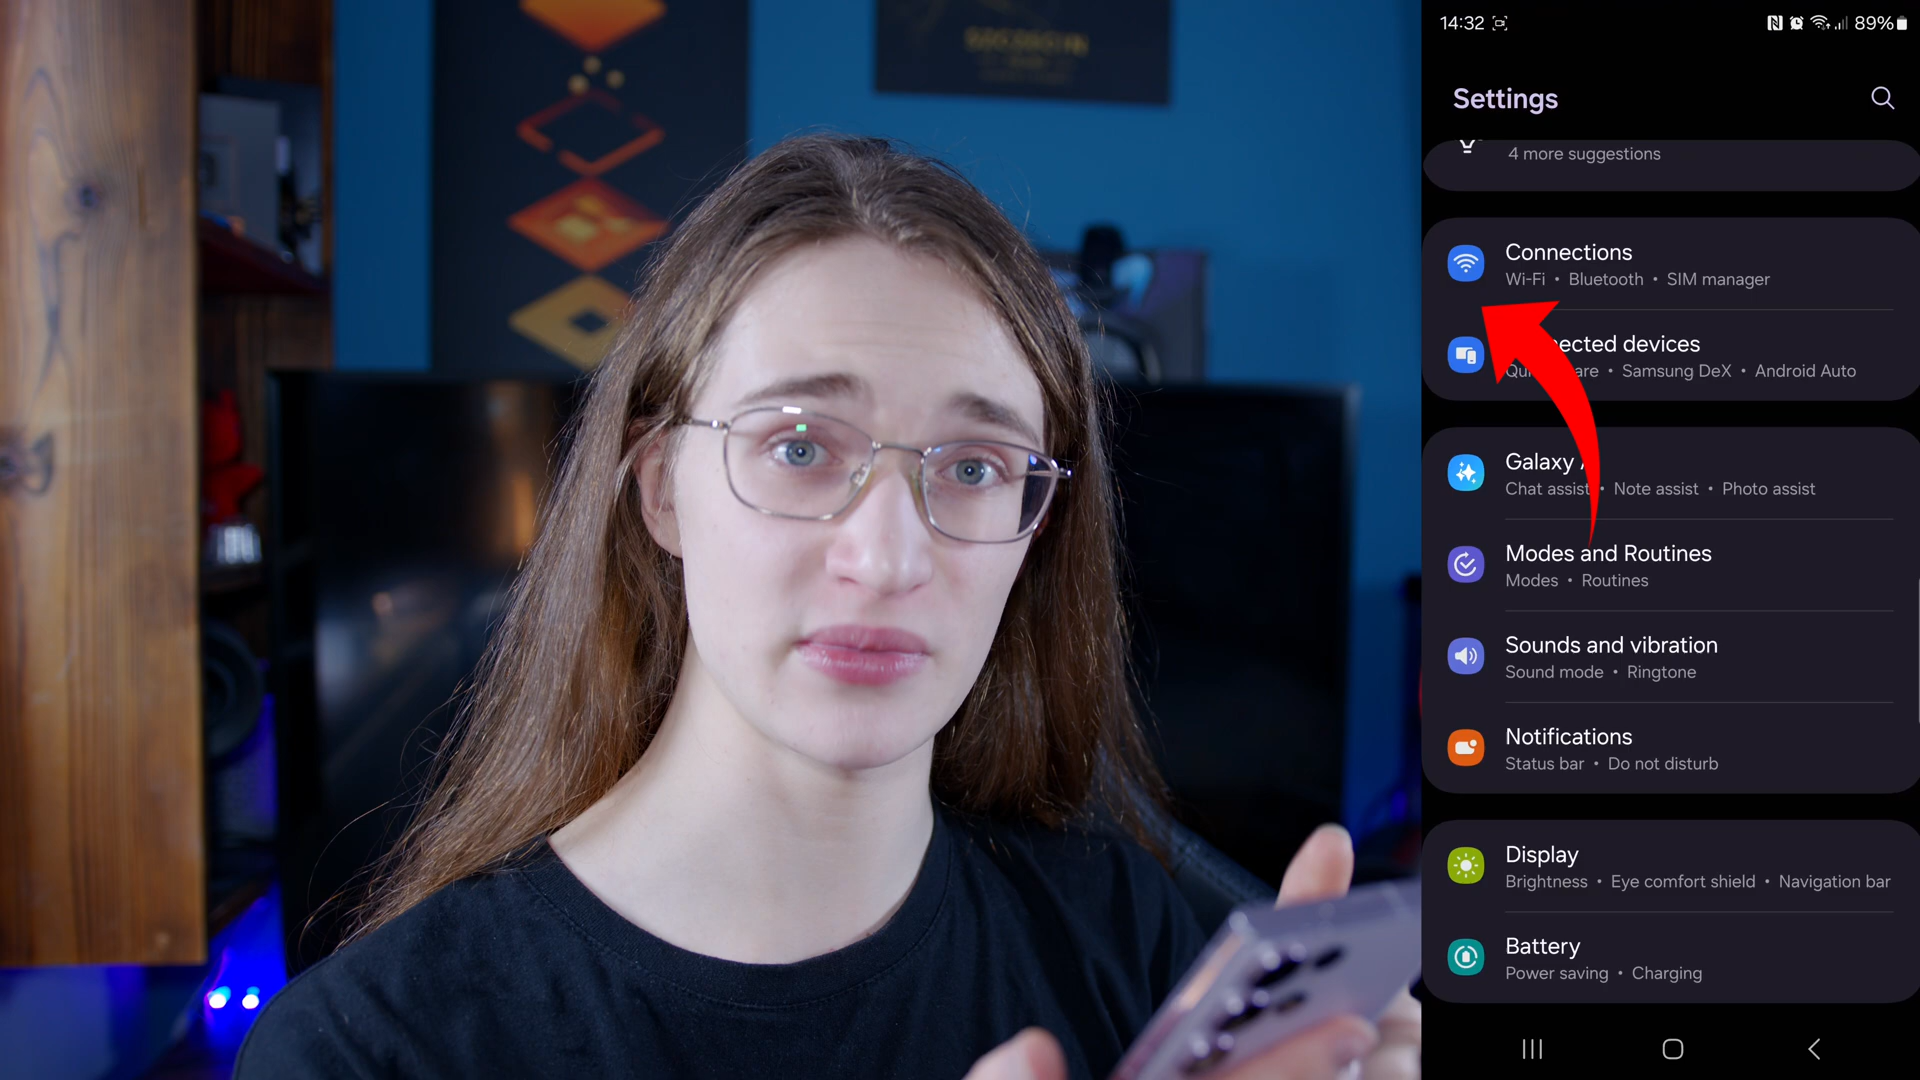 SZCZECIN
14:32
89%
Settings
4 more suggestions
Connections
Wi-Fi • Bluetooth • SIM manager
ected devices
Qu are • Samsung DeX • Android Auto
Galaxy
Chat assist • Note assist • Photo assist
Modes and Routines
Modes • Routines
Sounds and vibration
Sound mode • Ringtone
Notifications
Status bar • Do not disturb
Display
Brightness • Eye comfort shield • Navigation bar
Battery
Power saving • Charging